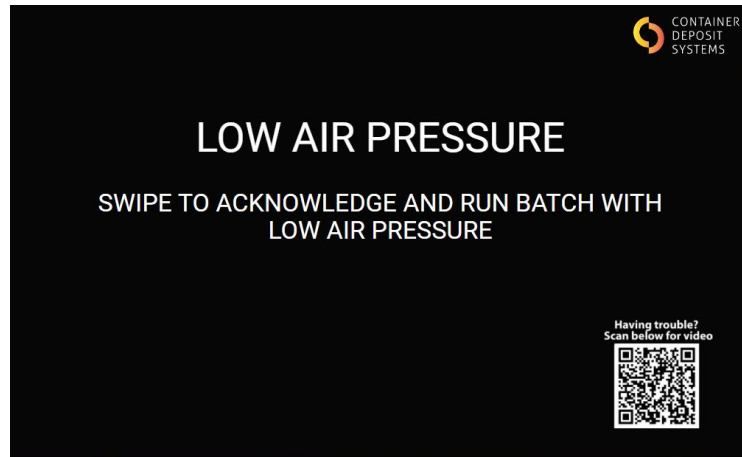 CONTAINER
DEPOSIT
SYSTEMS
LOW AIR PRESSURE
SWIPE TO ACKNOWLEDGE AND RUN BATCH WITH
LOW AIR PRESSURE
Having trouble?
Scan below for video